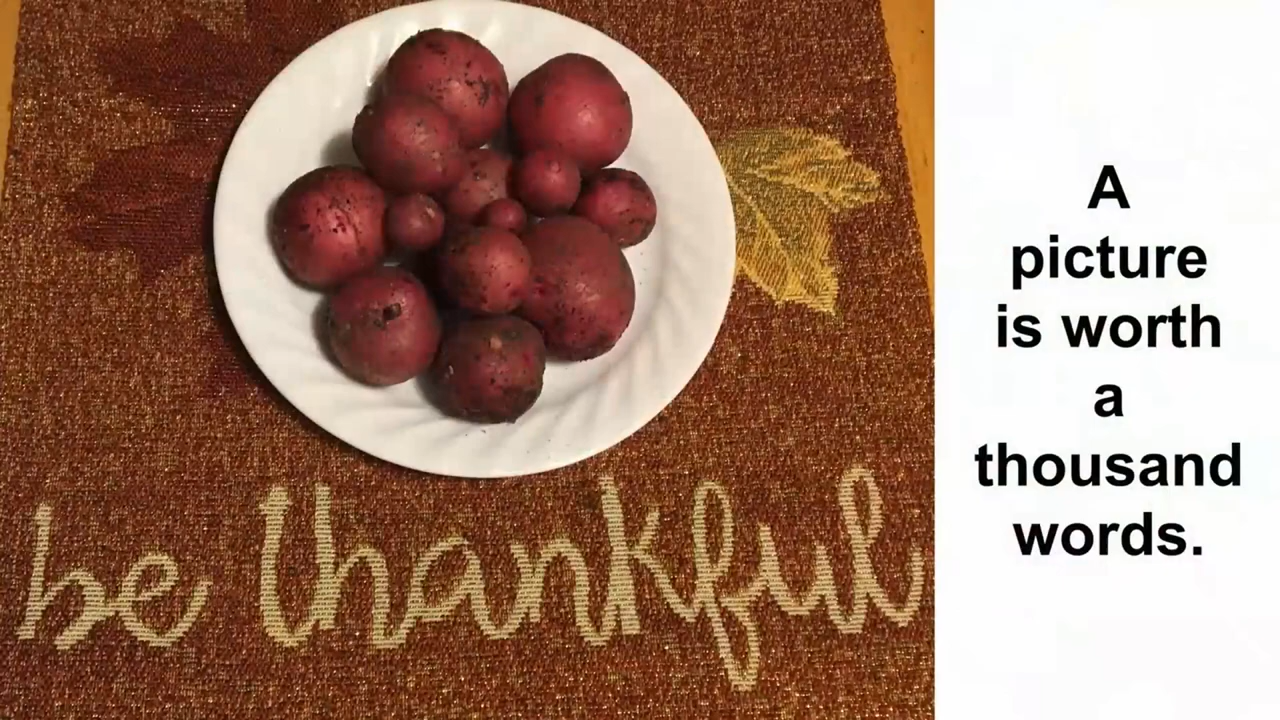 be thankful
A
picture
is worth
a
thousand
words.